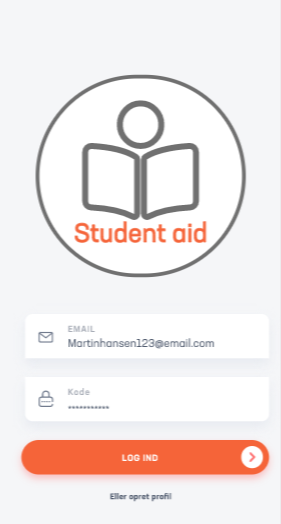 Student aid
EMAIL
Martinhansen123@email.com
Kode
***********
LOG IND
Eller opret profil